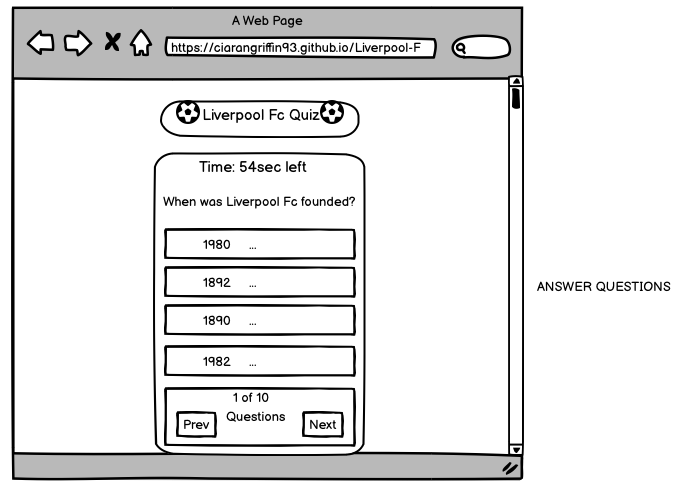 A Web Page
https://ciarangriffin93.github.io/Liverpool-F
Liverpool Fc Quiz
Time: 54sec left
When was Liverpool Fc founded?
1980 ...
1892 ...
1890 ...
1982 ...
1 of 10
Questions
Prev
Next
ANSWER QUESTIONS